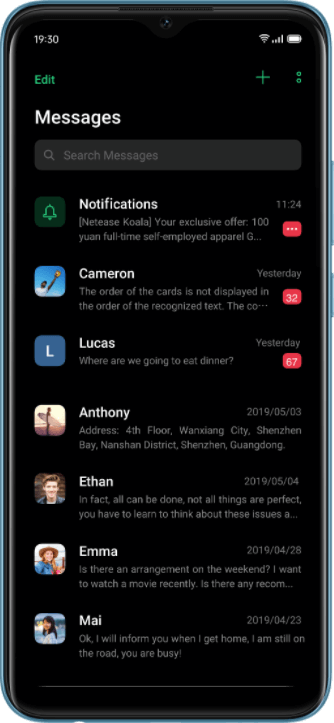 19:30
Edit
Messages
Search Messages
Notifications 11:24
[Netease Koala] Your exclusive offer: 100
yuan full-time self-employed apparel G...
Cameron Yesterday
The order of the cards is not displayed in
the order of the recognized text. The co··· 32
Lucas Yesterday
L
Where are we going to eat dinner? 67
Anthony 2019/05/03
Address: 4th Floor, Wanxiang City, Shenzhen
Bay, Nanshan District, Shenzhen, Guangdong.
Ethan 2019/05/04
In fact, all can be done, not all things are perfect,
you have to learn to think about these issues a...
Emma 2019/04/28
Is there an arrangement on the weekend? I want
to watch a movie recently. Is there any recom...
Mai 2019/04/23
Ok, I will inform you when I get home, I am still on
the road, you are busy!